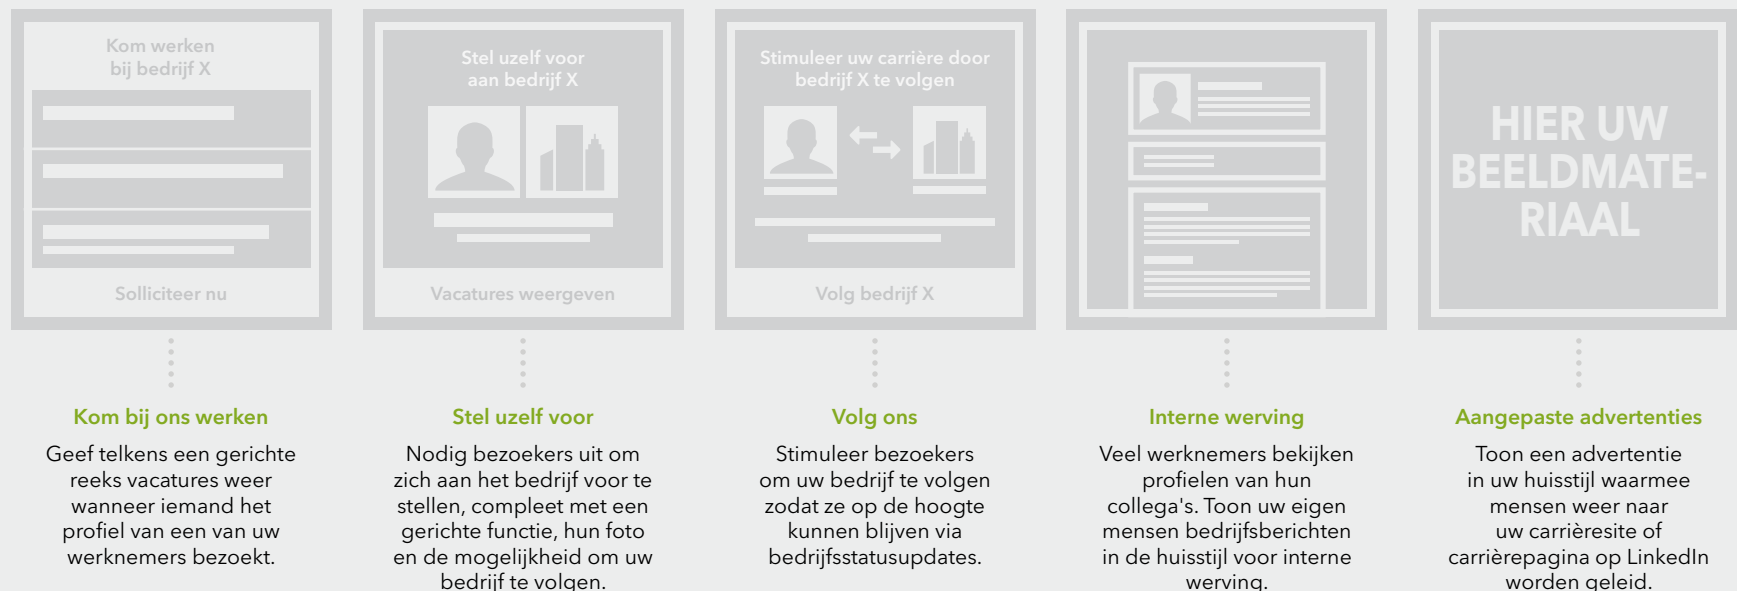 Kom werken
bij bedrijf X
Solliciteer nu
Stel uzelf voor
aan bedrijf X
Vacatures weergeven
Stimuleer uw carrière door
bedrijf X te volgen
Volg bedrijf X
HIER UW
BEELDMATE-
RIAAL
Kom bij ons werken
Geef telkens een gerichte
reeks vacatures weer
wanneer iemand het
profiel van een van uw
werknemers bezoekt.
Stel uzelf voor
Nodig bezoekers uit om
zich aan het bedrijf voor te
stellen, compleet met een
gerichte functie, hun foto
en de mogelijkheid om uw
bedrijf te volgen.
Volg ons
Stimuleer bezoekers
om uw bedrijf te volgen
zodat ze op de hoogte
kunnen blijven via
bedrijfsstatusupdates.
Interne werving
Veel werknemers bekijken
profielen van hun
collega's. Toon uw eigen
mensen bedrijfsberichten
in de huisstijl voor interne
werving.
Aangepaste advertenties
Toon een advertentie
in uw huisstijl waarmee
mensen weer naar
uw carrièresite of
carrièrepagina op LinkedIn
worden geleid.